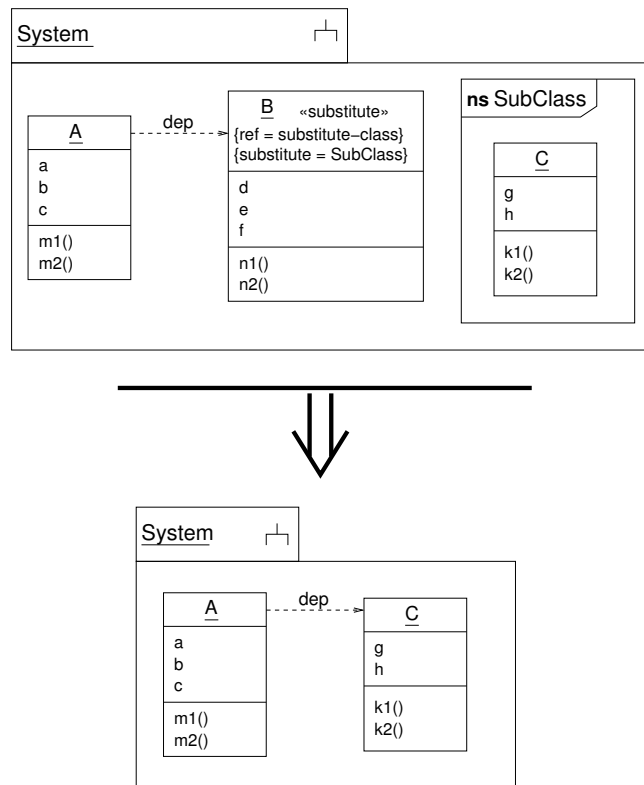 System
A
a
b
c
m1()
m2()
dep
B «substitute»
{ref = substitute−class}
{substitute = SubClass}
d
e
f
n1()
n2()
ns SubClass
C
g
h
k1()
k2()
System
A
a
b
c
m1()
m2()
dep
C
g
h
k1()
k2()